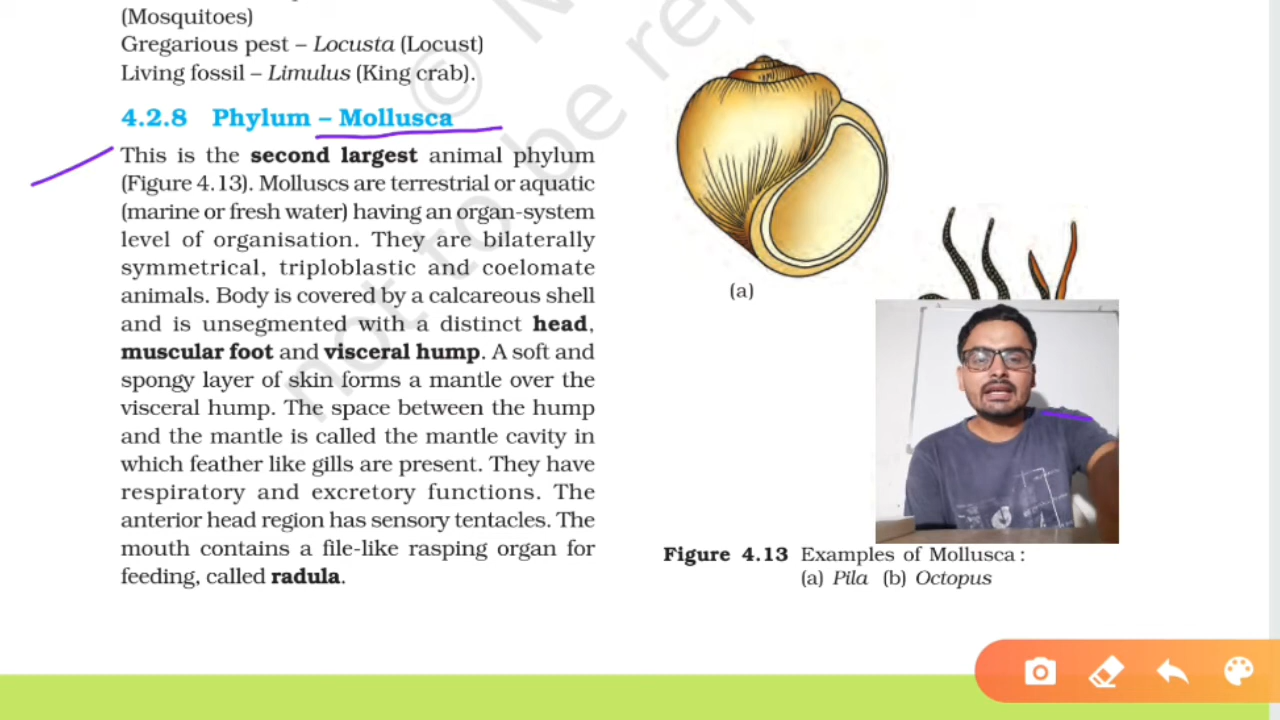 (Mosquitoes)
Gregarious pest – Locusta (Locust)
Living fossil – Limulus (King crab).
4.2.8 Phylum – Mollusca
This is the second largest animal phylum
(Figure 4.13). Molluscs are terrestrial or aquatic
(marine or fresh water) having an organ-system
level of organisation. They are bilaterally
symmetrical, triploblastic and coelomate
animals. Body is covered by a calcareous shell
and is unsegmented with a distinct head,
muscular foot and visceral hump. A soft and
spongy layer of skin forms a mantle over the
visceral hump. The space between the hump
and the mantle is called the mantle cavity in
which feather like gills are present. They have
respiratory and excretory functions. The
anterior head region has sensory tentacles. The
mouth contains a file-like rasping organ for
feeding, called radula.
(a)
Figure 4.13 Examples of Mollusca :
(a) Pila (b) Octopus
© N
not to be re